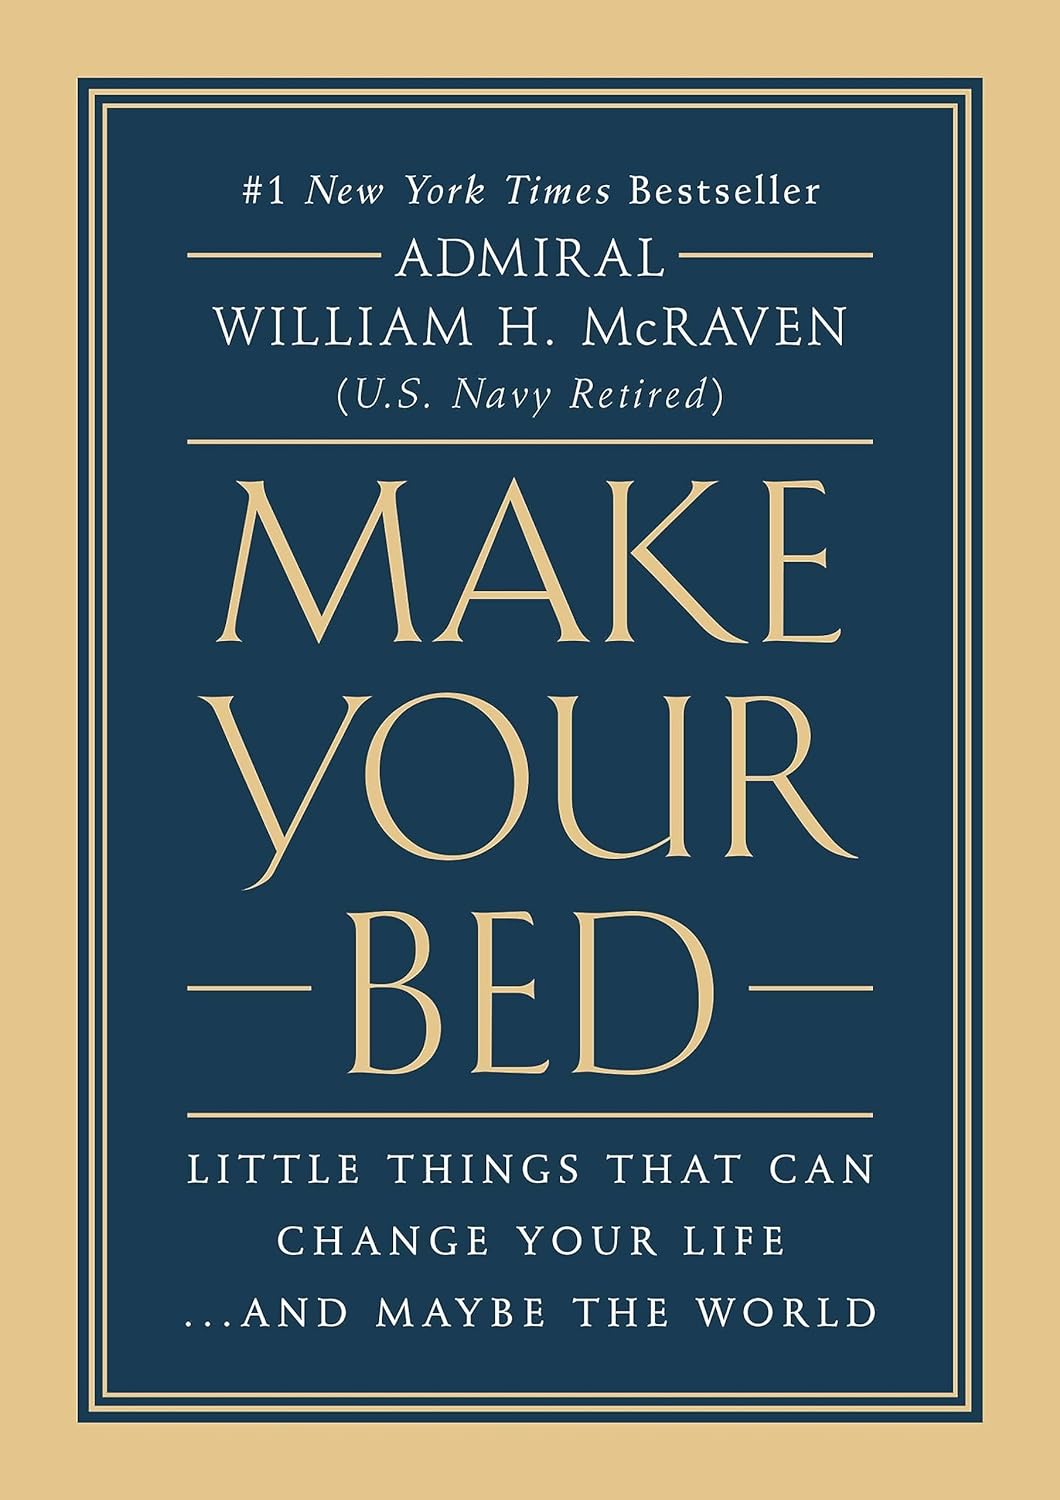 #1 New York Times Bestseller
ADMIRAL
WILLIAM H. McRAVEN
(U.S. Navy Retired)
MAKE
YOUR
BED
LITTLE THINGS THAT CAN
CHANGE YOUR LIFE
...AND MAYBE THE WORLD